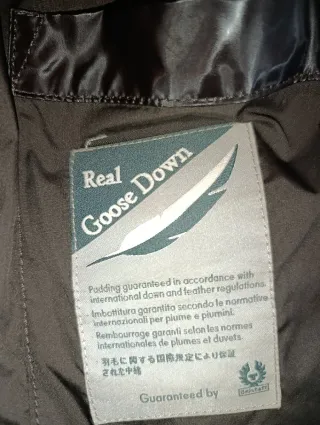 Real
Goose Down
Padding guaranteed in accordance with
international down and feather regulations.
Imbottitura garantita secondo le normative
internazionali per piume e piumini.
Rembourrage garanti selon les normes
internationales de plumes et duvets.
羽毛に関する国際規定により保証
された中綿
Guaranteed by